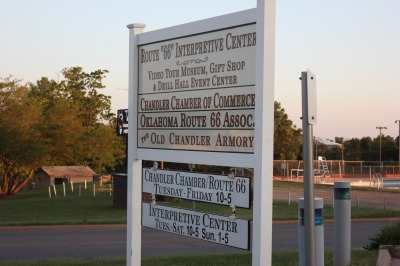 Route "66" Interpretive Center
Video Tour Museum, Gift Shop
& Drill Hall Event Center
Chandler Chamber of Commerce
Oklahoma Route 66 Assoc.
The Old Chandler Armory
Chandler Chamber/Route 66
Tuesday - Friday 10-5
Interpretive Center
Tues.-Sat. 10-5 Sun. 1-5